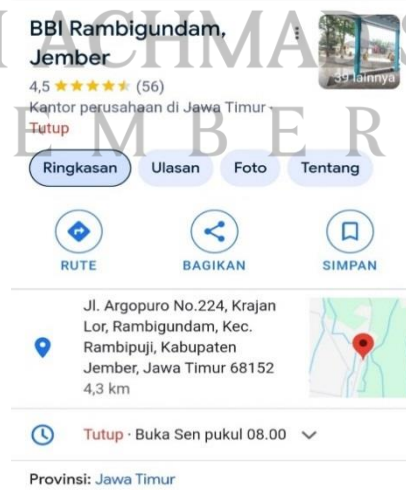 BBI Rambigundam,
Jember
39 lainnya
4,5 (56)
Kantor perusahaan di Jawa Timur ·
Tutup
Ringkasan Ulasan Foto Tentang
RUTE BAGIKAN SIMPAN
Jl. Argopuro No.224, Krajan
Lor, Rambigundam, Kec.
Rambipuji, Kabupaten
Jember, Jawa Timur 68152
4,3 km
Tutup · Buka Sen pukul 08.00
Provinsi: Jawa Timur
ACHMAD
EMBER